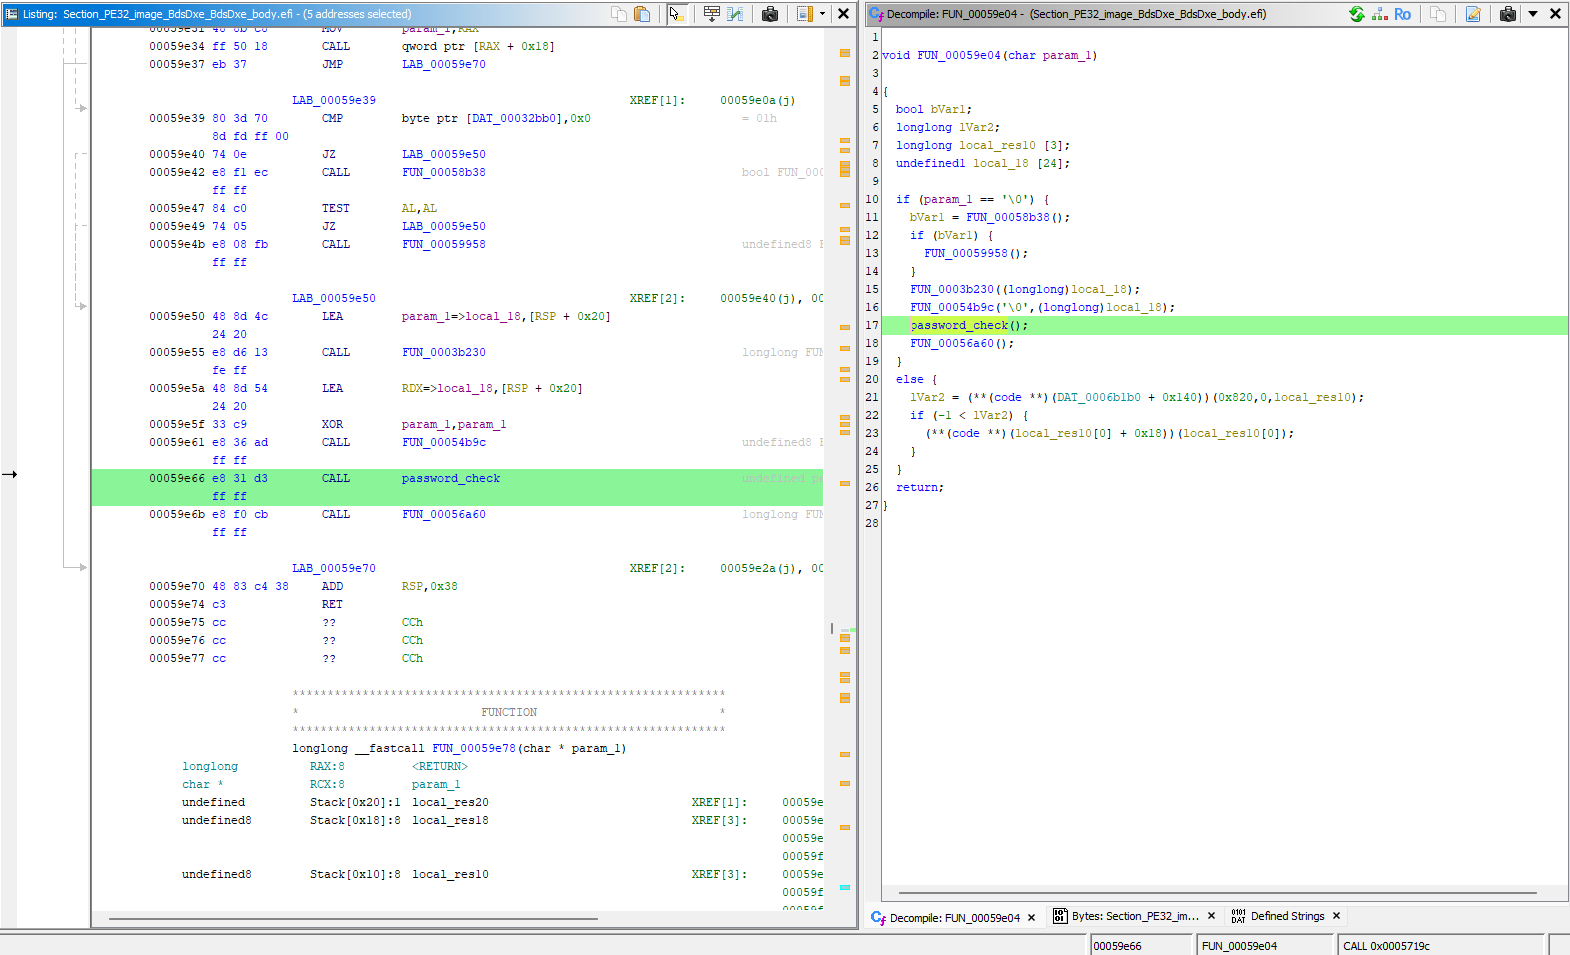 Listing: Section_PE32_image_BdsDxe_BdsDxe_body.efi - (5 addresses selected)
00059e31 48 8b c8 MOV param_1,RAX
00059e34 ff 50 18 CALL qword ptr [RAX + 0x18]
00059e37 eb 37 JMP LAB_00059e70
LAB_00059e39 XREF[1]: 00059e0a(j)
00059e39 80 3d 70 CMP byte ptr [DAT_00032bb0],0x0 = 01h
8d fd ff 00
00059e40 74 0e JZ LAB_00059e50
00059e42 e8 f1 ec CALL FUN_00058b38 bool FUN_000
ff ff
00059e47 84 c0 TEST AL,AL
00059e49 74 05 JZ LAB_00059e50
00059e4b e8 08 fb CALL FUN_00059958 undefined8 F
ff ff
LAB_00059e50 XREF[2]: 00059e40(j), 00
00059e50 48 8d 4c LEA param_1=>local_18,[RSP + 0x20]
24 20
00059e55 e8 d6 13 CALL FUN_0003b230 longlong FUN
fe ff
00059e5a 48 8d 54 LEA RDX=>local_18,[RSP + 0x20]
24 20
00059e5f 33 c9 XOR param_1,param_1
00059e61 e8 36 ad CALL FUN_00054b9c undefined8 F
ff ff
00059e66 e8 31 d3 CALL password_check undefined pa
ff ff
00059e6b e8 f0 cb CALL FUN_00056a60 longlong FUN
ff ff
LAB_00059e70 XREF[2]: 00059e2a(j), 00
00059e70 48 83 c4 38 ADD RSP,0x38
00059e74 c3 RET
00059e75 cc ?? CCh
00059e76 cc ?? CCh
00059e77 cc ?? CCh
**************************************************************
* FUNCTION *
**************************************************************
longlong __fastcall FUN_00059e78(char * param_1)
longlong RAX:8 <RETURN>
char * RCX:8 param_1
undefined Stack[0x20]:1 local_res20 XREF[1]: 00059e
undefined8 Stack[0x18]:8 local_res18 XREF[3]: 00059e
00059e
00059f
undefined8 Stack[0x10]:8 local_res10 XREF[3]: 00059e
00059f
00059f
Decompile: FUN_00059e04 - (Section_PE32_image_BdsDxe_BdsDxe_body.efi)
Ro
1
2 void FUN_00059e04(char param_1)
3
4 {
5 bool bVar1;
6 longlong lVar2;
7 longlong local_res10 [3];
8 undefined1 local_18 [24];
9
10 if (param_1 == '\0') {
11 bVar1 = FUN_00058b38();
12 if (bVar1) {
13 FUN_00059958();
14 }
15 FUN_0003b230((longlong)local_18);
16 FUN_00054b9c('\0',(longlong)local_18);
17 password_check();
18 FUN_00056a60();
19 }
20 else {
21 lVar2 = (**(code **)(DAT_0006b1b0 + 0x140))(0x820,0,local_res10);
22 if (-1 < lVar2) {
23 (**(code **)(local_res10[0] + 0x18))(local_res10[0]);
24 }
25 }
26 return;
27 }
28
Decompile: FUN_00059e04 Bytes: Section_PE32_im... Defined Strings
00059e66 FUN_00059e04 CALL 0x0005719c